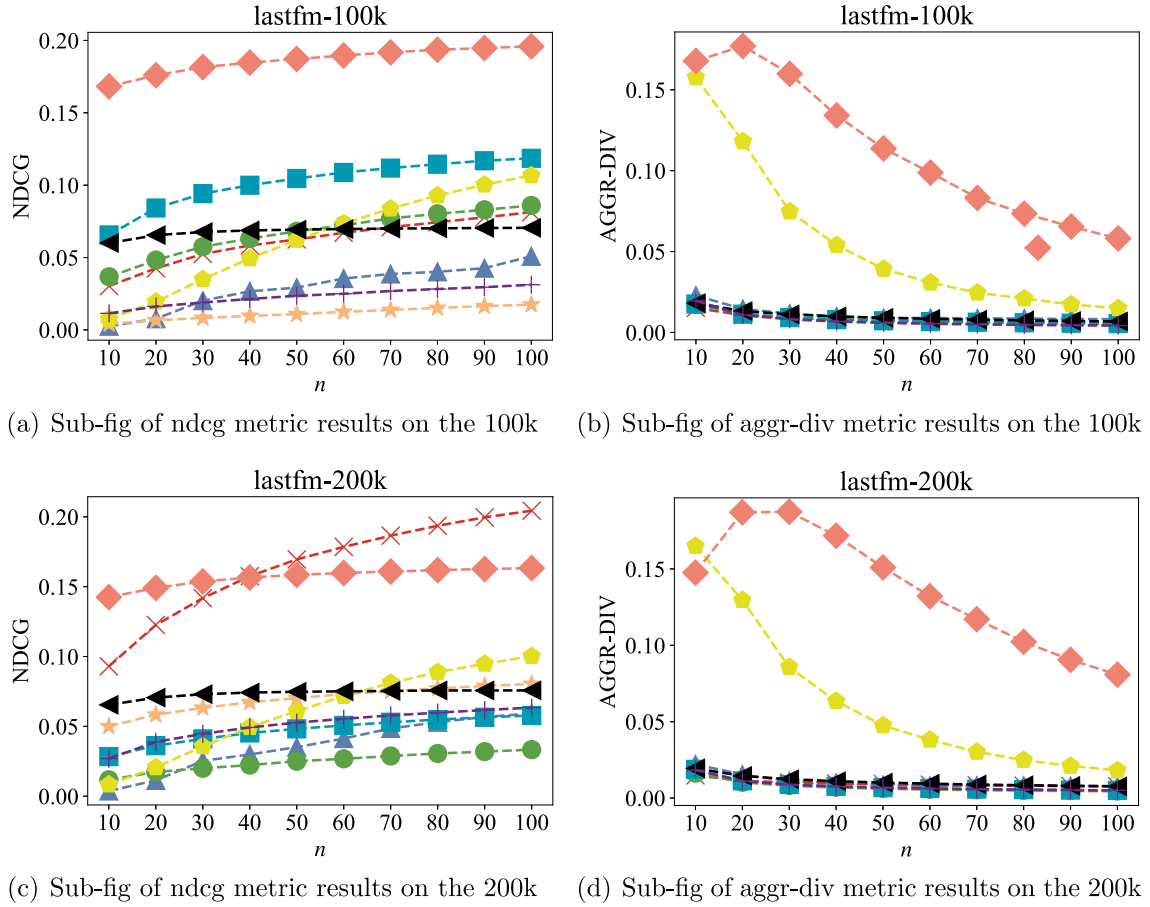 lastfm-100k
lastfm-100k
NDCG
0.20
0.15
0.10
0.05
0.00
10 20 30 40 50 60 70 80 90 100
n
AGGR-DIV
0.15
0.10
0.05
0.00
10 20 30 40 50 60 70 80 90 100
n
(a) Sub-fig of ndcg metric results on the 100k
(b) Sub-fig of aggr-div metric results on the 100k
lastfm-200k
lastfm-200k
NDCG
0.20
0.15
0.10
0.05
0.00
10 20 30 40 50 60 70 80 90 100
n
AGGR-DIV
0.15
0.10
0.05
0.00
10 20 30 40 50 60 70 80 90 100
n
(c) Sub-fig of ndcg metric results on the 200k
(d) Sub-fig of aggr-div metric results on the 200k